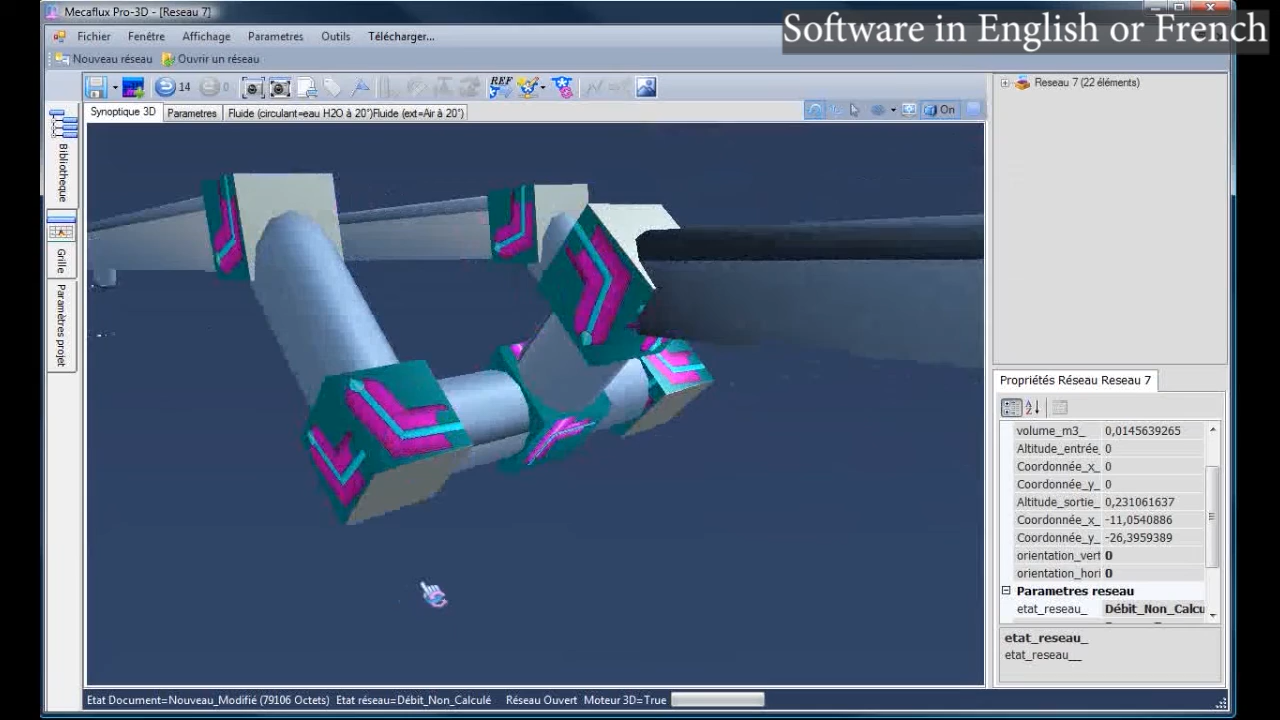 Mecaflux Pro-3D - [Reseau 7]
Software in English or French
Fichier Fenêtre Affichage Parametres Outils Télécharger...
Nouveau réseau Ouvrir un réseau
14 0 REF
Synoptique 3D Parametres Fluide (circulant=eau H2O à 20°)Fluide (ext=Air à 20°)
On
Reseau 7 (22 éléments)
Bibliotheque
Grille
Paramètres projet
Propriétés Réseau Reseau 7
volume_m3_ 0,0145639265
Altitude_entrée_ 0
Coordonnée_x_ 0
Coordonnée_y_ 0
Altitude_sortie_ 0,231061637
Coordonnée_x_ -11,0540886
Coordonnée_y_ -26,3959389
orientation_vert 0
orientation_hori 0
Parametres reseau
etat_reseau_ Débit_Non_Calcu
etat_reseau_
etat_reseau__
Etat Document=Nouveau_Modifié (79106 Octets) Etat réseau=Débit_Non_Calculé Réseau Ouvert Moteur 3D=True